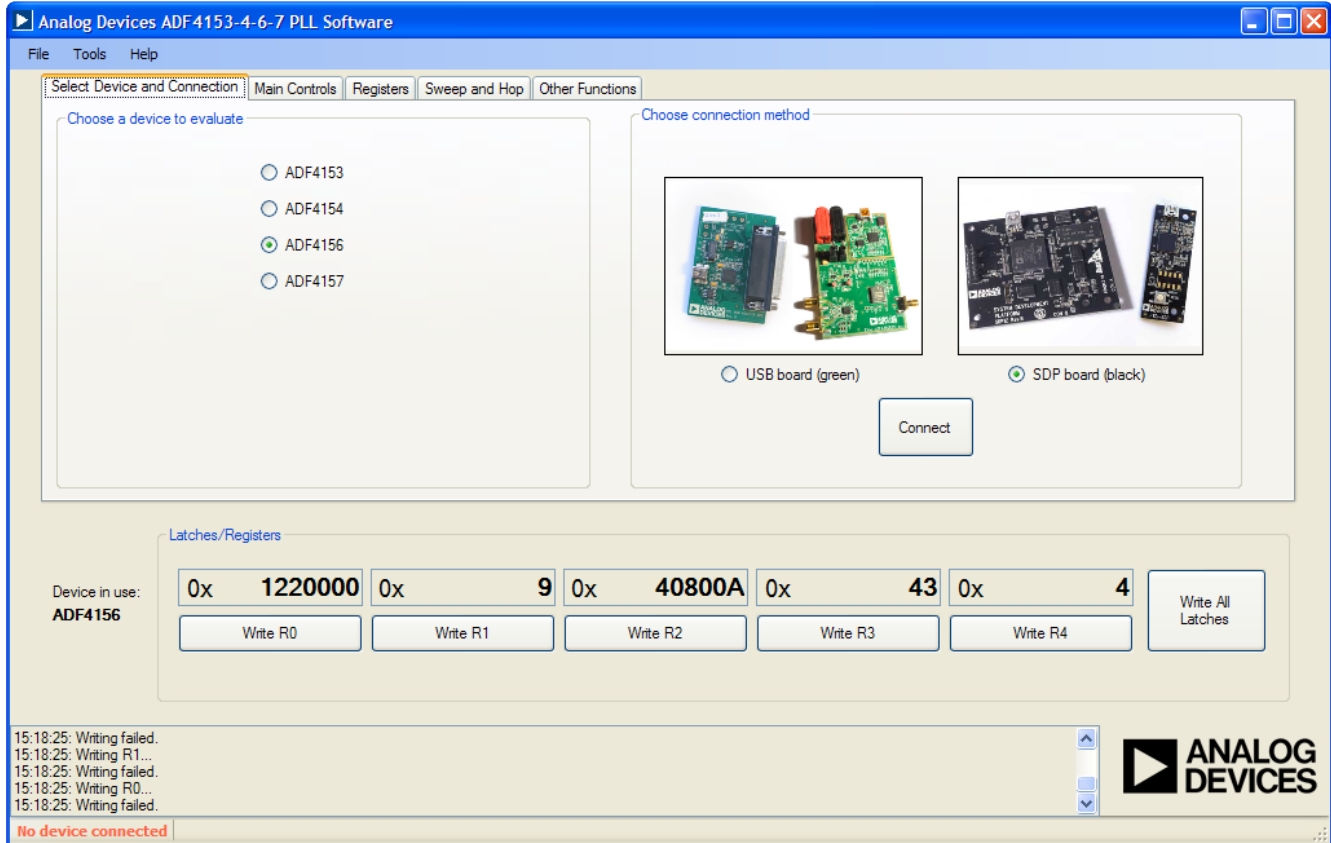 Analog Devices ADF4153-4-6-7 PLL Software
File Tools Help
Select Device and Connection Main Controls Registers Sweep and Hop Other Functions
Choose a device to evaluate
ADF4153
ADF4154
ADF4156
ADF4157
Choose connection method
ANALOG DEVICES
SYSTEM DEVELOPMENT
PLATFORM
USB board (green)
SDP board (black)
Connect
Latches/Registers
Device in use:
ADF4156
0x 1220000 0x 9 0x 40800A 0x 43 0x 4
Write R0 Write R1 Write R2 Write R3 Write R4
Write All
Latches
15:18:25: Writing failed.
15:18:25: Writing R1...
15:18:25: Writing failed.
15:18:25: Writing R0...
15:18:25: Writing failed.
ANALOG
DEVICES
No device connected